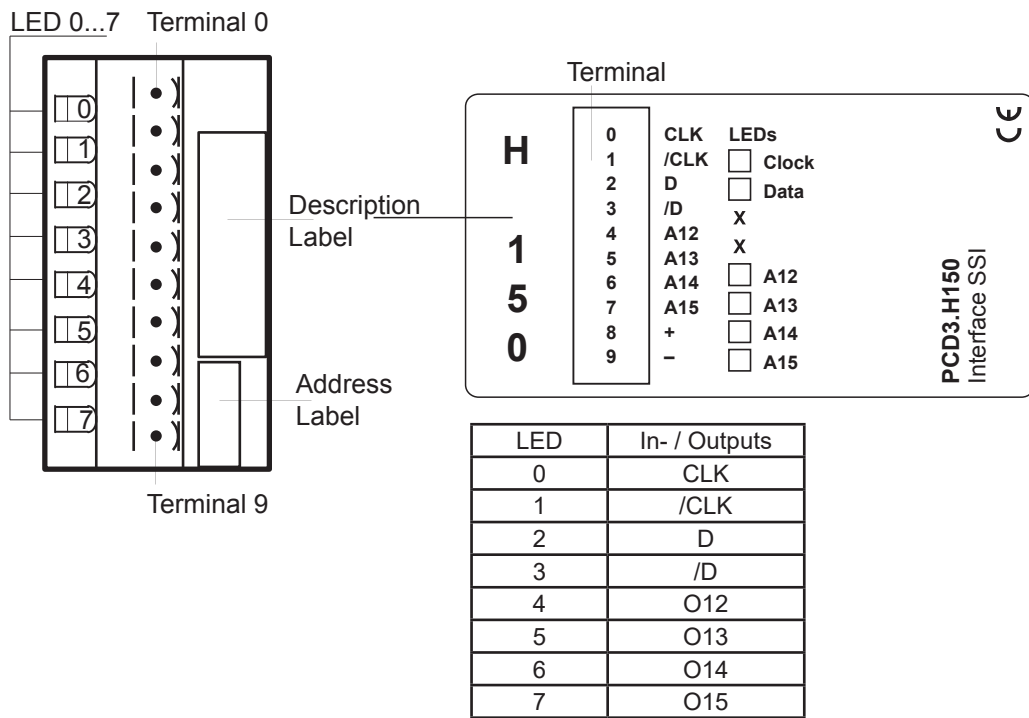 LED 0...7 Terminal 0
0
1
2
3
4
5
6
7
Description
Label
Address
Label
Terminal 9
Terminal
H
1
5
0
0 CLK LEDs
1 /CLK Clock
2 D Data
3 /D X
4 A12 X
5 A13 A12
6 A14 A13
7 A15 A14
8 + A15
9 –
CE
PCD3.H150
Interface SSI
LED In- / Outputs
0 CLK
1 /CLK
2 D
3 /D
4 O12
5 O13
6 O14
7 O15